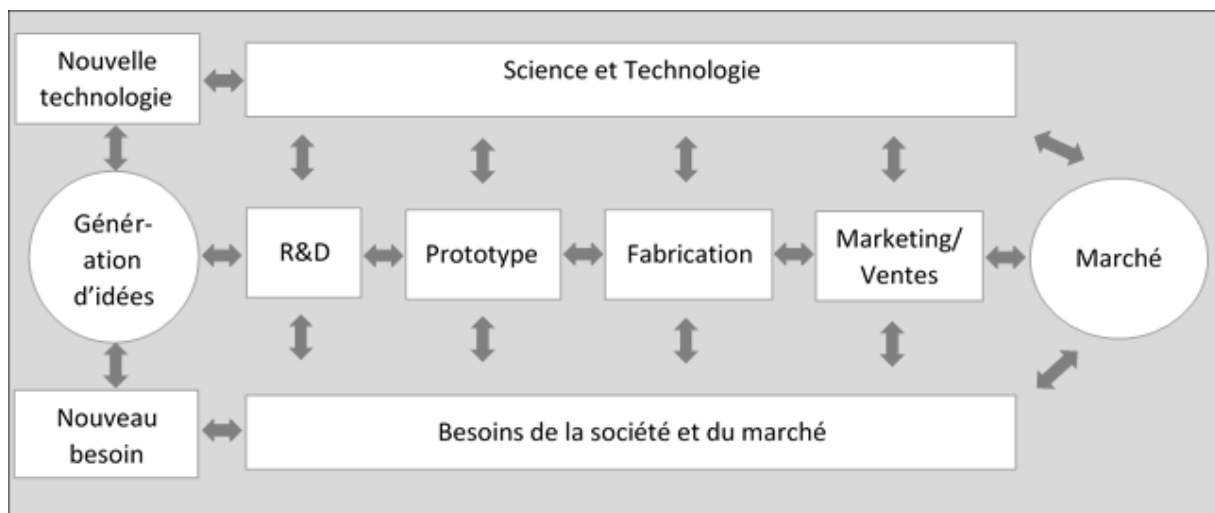 Nouvelle
technologie
Science et Technologie
Génér-
ation
d'idées
R&D
Prototype
Fabrication
Marketing/
Ventes
Marché
Nouveau
besoin
Besoins de la société et du marché